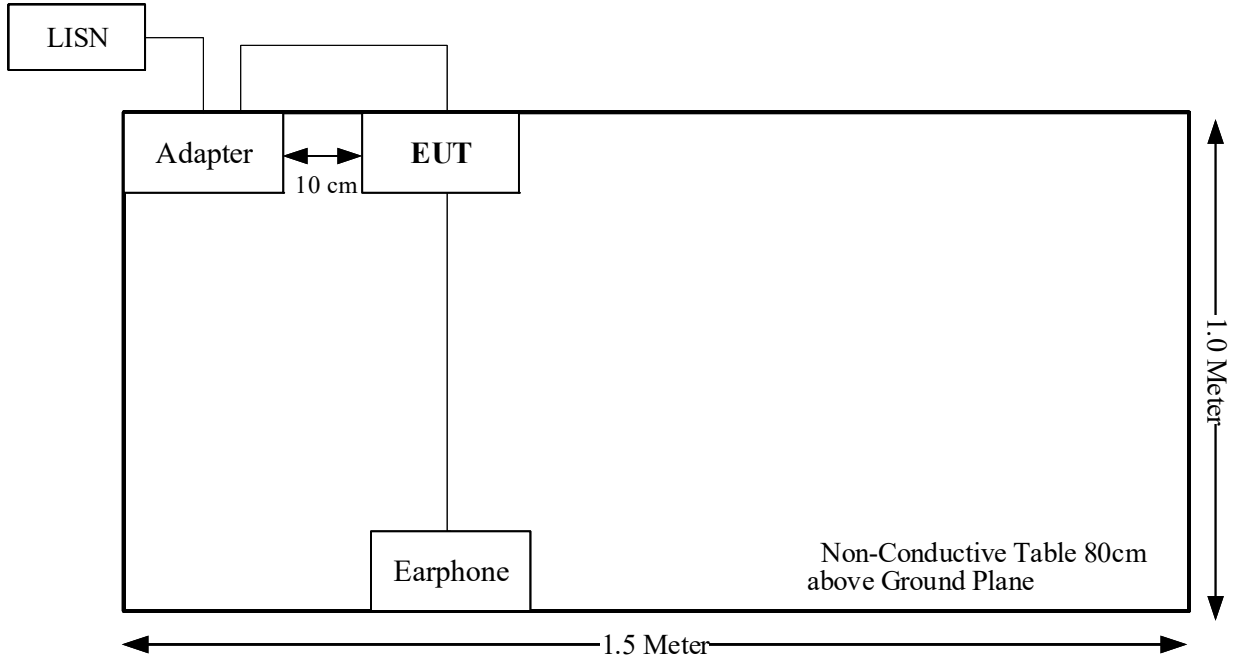 LISN
Adapter
EUT
10 cm
1.0 Meter
Earphone
Non-Conductive Table 80cm
above Ground Plane
1.5 Meter